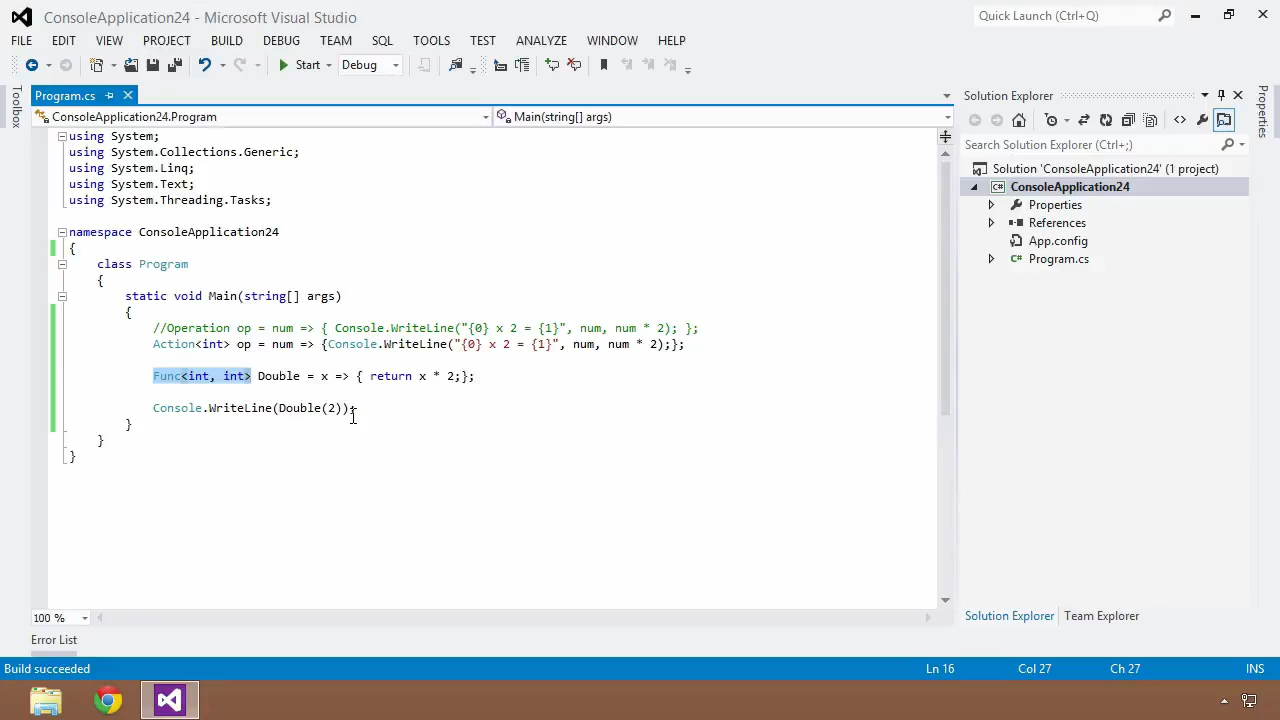 ConsoleApplication24 - Microsoft Visual Studio
Quick Launch (Ctrl+Q)
FILE EDIT VIEW PROJECT BUILD DEBUG TEAM SQL TOOLS TEST ANALYZE WINDOW HELP
Start Debug
Toolbox
Program.cs
ConsoleApplication24.Program
Main(string[] args)
using System;
using System.Collections.Generic;
using System.Linq;
using System.Text;
using System.Threading.Tasks;
namespace ConsoleApplication24
{
class Program
{
static void Main(string[] args)
{
//Operation op = num => { Console.WriteLine("{0} x 2 = {1}", num, num * 2); };
Action<int> op = num => {Console.WriteLine("{0} x 2 = {1}", num, num * 2);};
Func<int, int> Double = x => { return x * 2;};
Console.WriteLine(Double(2));
}
}
}
100 %
Error List
Solution Explorer
Search Solution Explorer (Ctrl+;)
Solution 'ConsoleApplication24' (1 project)
C# ConsoleApplication24
Properties
References
App.config
C# Program.cs
Solution Explorer Team Explorer
Properties
Build succeeded
Ln 16 Col 27 Ch 27 INS